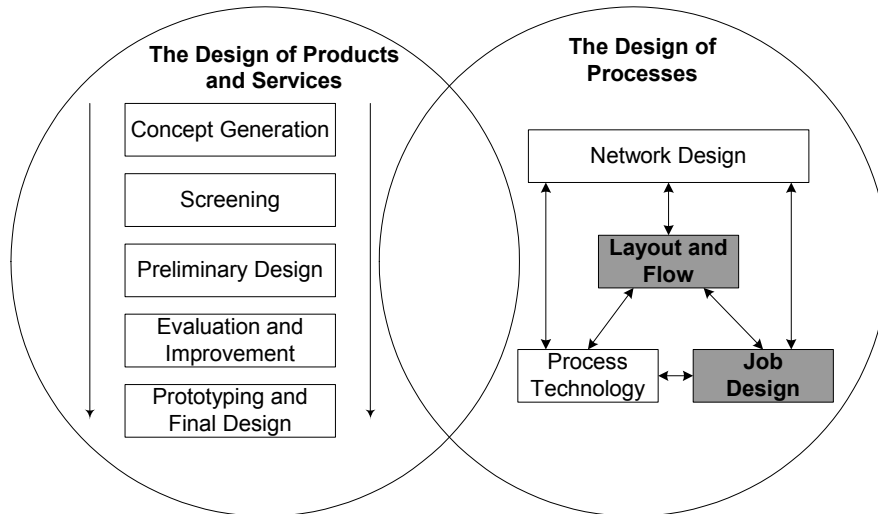 The Design of Products
and Services
Concept Generation
Screening
Preliminary Design
Evaluation and
Improvement
Prototyping and
Final Design
The Design of
Processes
Network Design
Layout and
Flow
Process
Technology
Job
Design